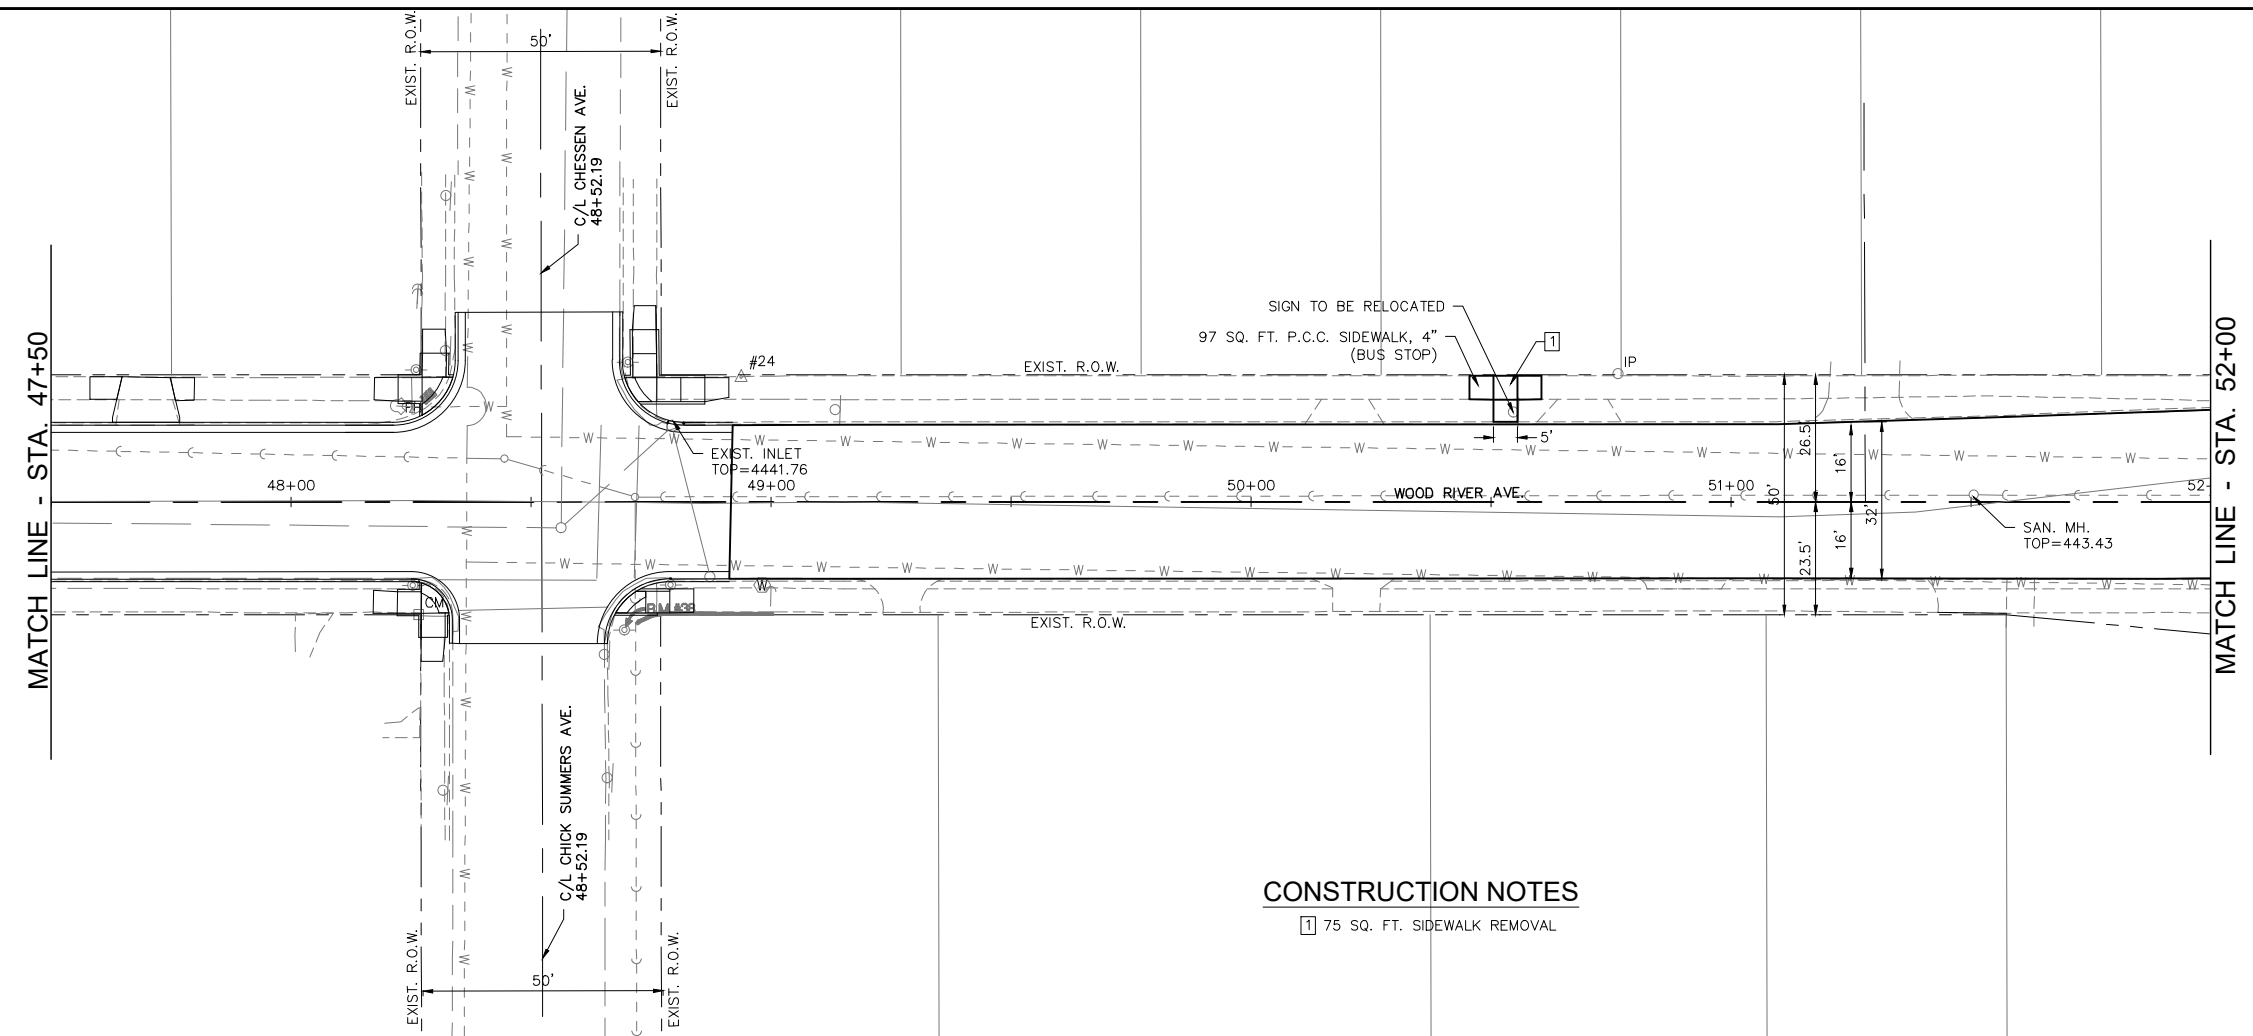 EXIST. R.O.W.
50'
EXIST. R.O.W.
C/L CHESSEN AVE.
48+52.19
MATCH LINE - STA. 47+50
SIGN TO BE RELOCATED
97 SQ. FT. P.C.C. SIDEWALK, 4"
(BUS STOP)
1
#24
EXIST. R.O.W.
IP
5'
EXIST. INLET
TOP=4441.76
48+00
49+00
50+00
WOOD RIVER AVE.
51+00
52
26.5'
16'
50'
32'
23.5'
16'
SAN. MH.
TOP=443.43
MATCH LINE - STA. 52+00
CM
B.M #38
W
EXIST. R.O.W.
C/L CHICK SUMMERS AVE.
48+52.19
EXIST. R.O.W.
50'
EXIST. R.O.W.
CONSTRUCTION NOTES
1 75 SQ. FT. SIDEWALK REMOVAL